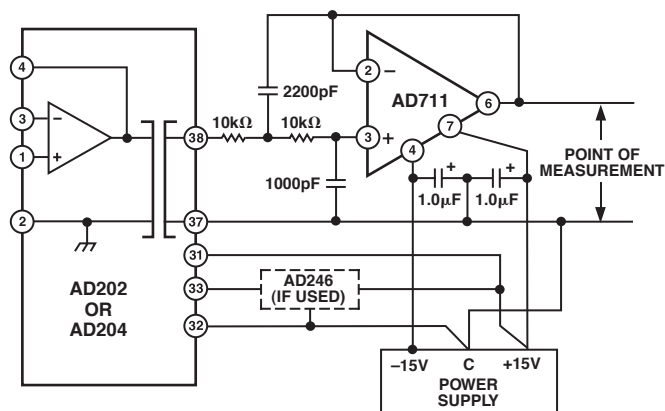 4
3
1
2
−
+
AD202
OR
AD204
38
37
31
33
32
10kΩ
2200pF
10kΩ
1000pF
2
−
3
+
AD711
6
7
4
+
+
1.0μF
1.0μF
POINT OF
MEASUREMENT
AD246
(IF USED)
–15V
C
+15V
POWER
SUPPLY